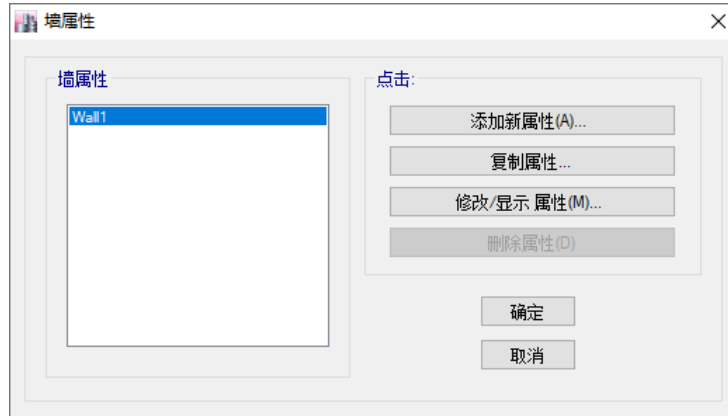 墙属性
墙属性
Wall1
点击:
添加新属性(A)...
复制属性...
修改/显示 属性(M)...
删除属性(D)
确定
取消